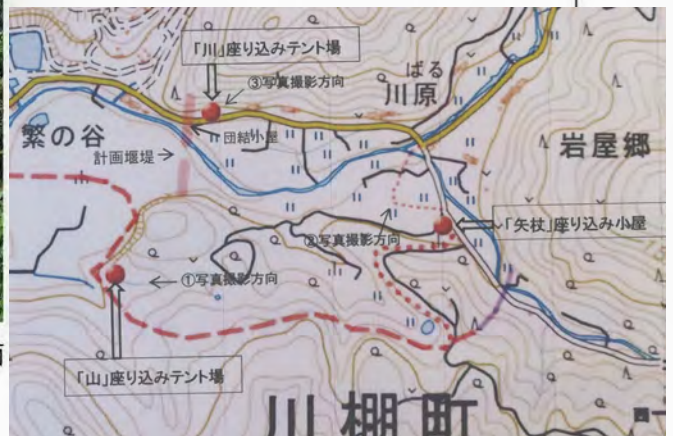 「川」座り込みテント場
③写真撮影方向
ばる
川原
繁の谷
団結小屋
計画堰堤→
岩屋郷
「矢杖」座り込み小屋
②写真撮影方向
①写真撮影方向
「山」座り込みテント場
川棚町